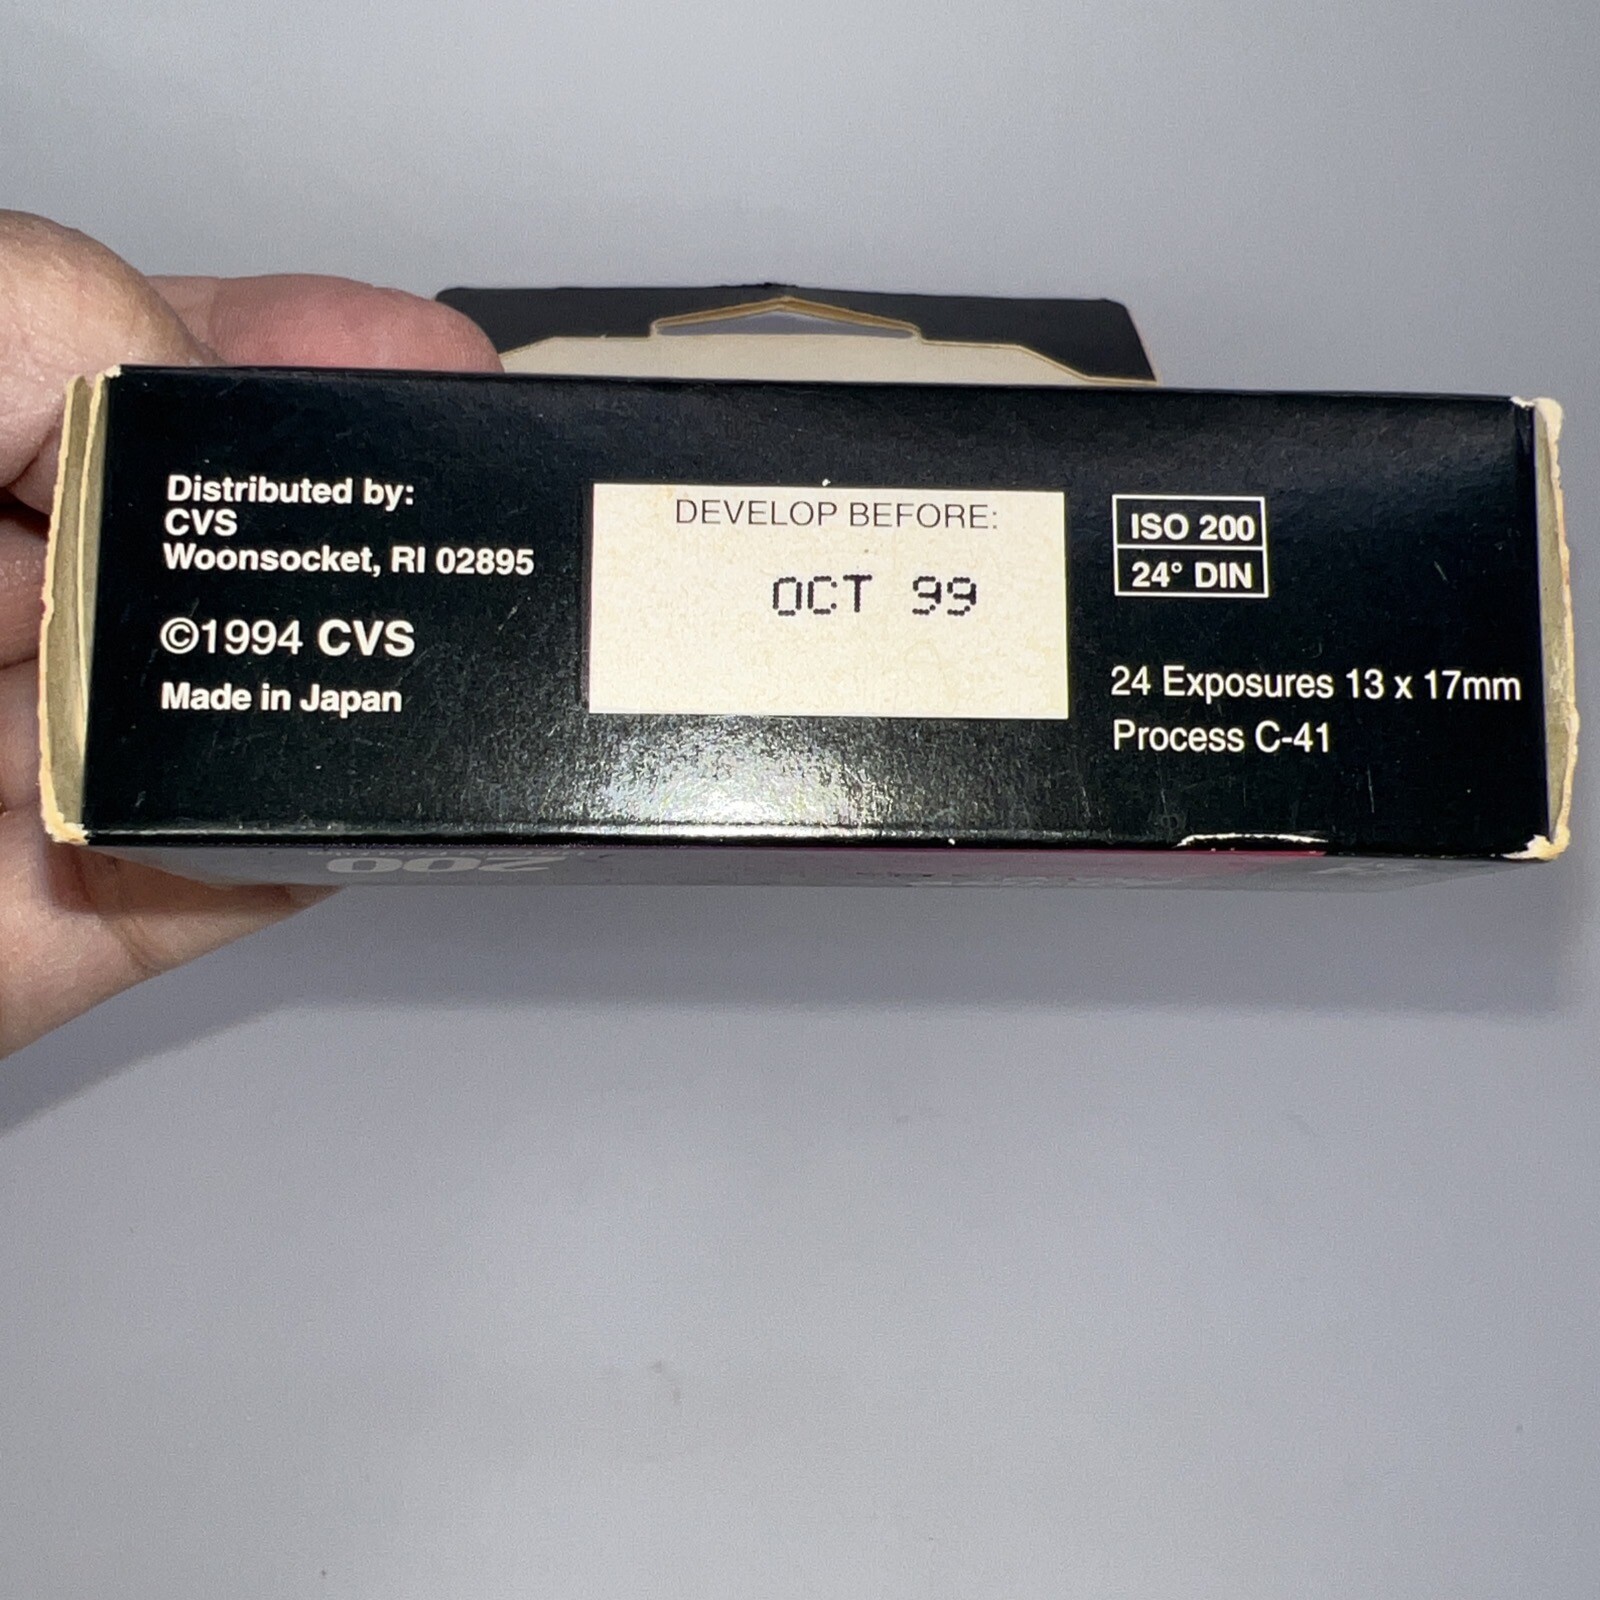 Distributed by:
CVS
Woonsocket, RI 02895
©1994 CVS
Made in Japan
DEVELOP BEFORE:
OCT 99
ISO 200
24° DIN
24 Exposures 13 x 17mm
Process C-41
200